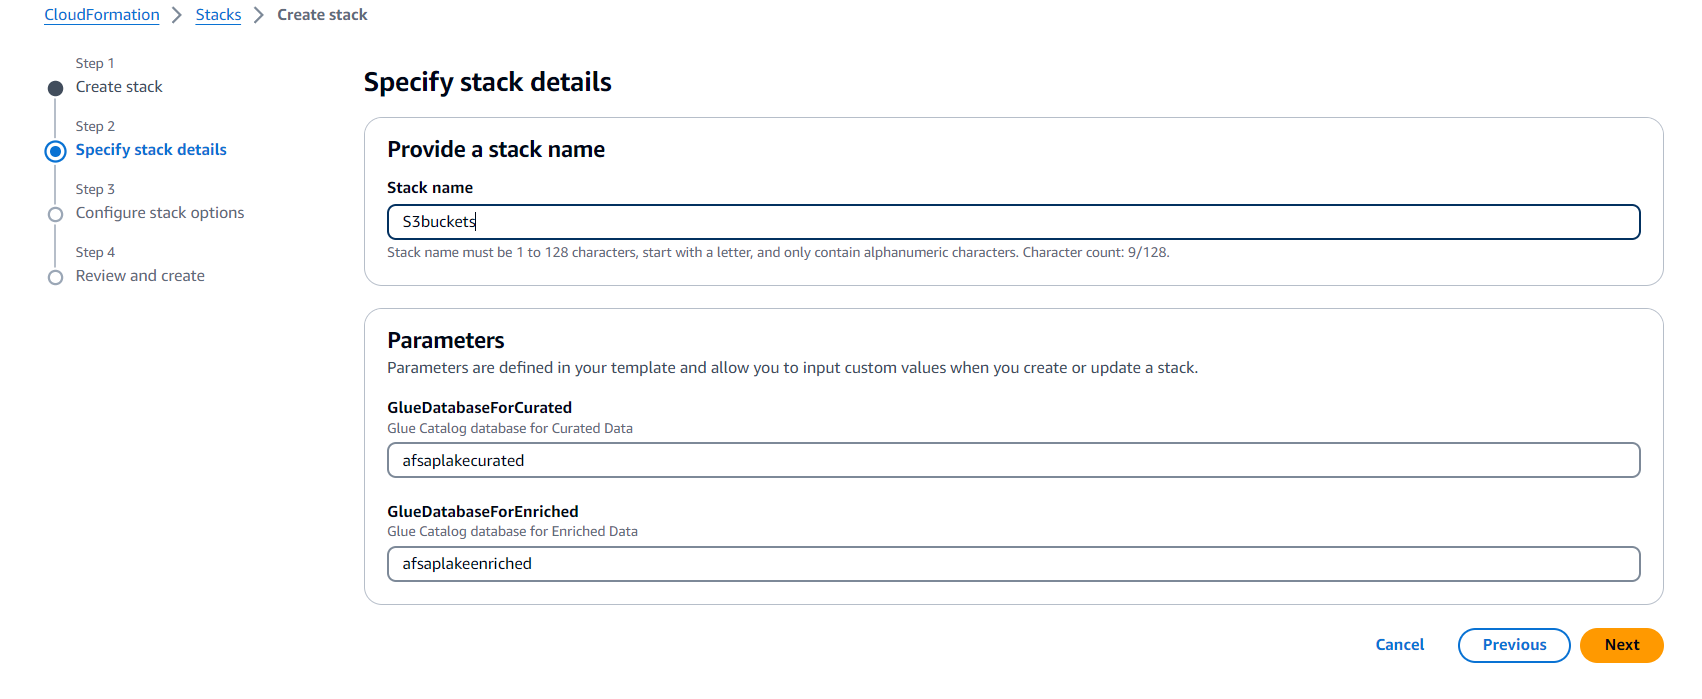 CloudFormation > Stacks > Create stack
Step 1
Create stack
Step 2
Specify stack details
Step 3
Configure stack options
Step 4
Review and create
Specify stack details
Provide a stack name
Stack name
S3buckets
Stack name must be 1 to 128 characters, start with a letter, and only contain alphanumeric characters. Character count: 9/128.
Parameters
Parameters are defined in your template and allow you to input custom values when you create or update a stack.
GlueDatabaseForCurated
Glue Catalog database for Curated Data
afsaplakecurated
GlueDatabaseForEnriched
Glue Catalog database for Enriched Data
afsaplakeenriched
Cancel Previous Next